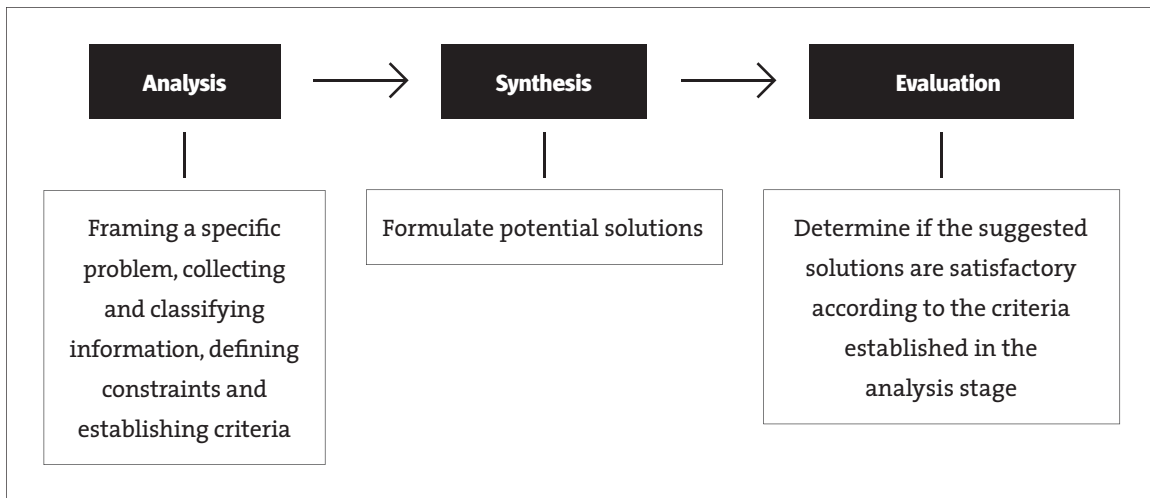 Analysis
Synthesis
Evaluation
Framing a specific
problem, collecting
and classifying
information, defining
constraints and
establishing criteria
Formulate potential solutions
Determine if the suggested
solutions are satisfactory
according to the criteria
established in the
analysis stage